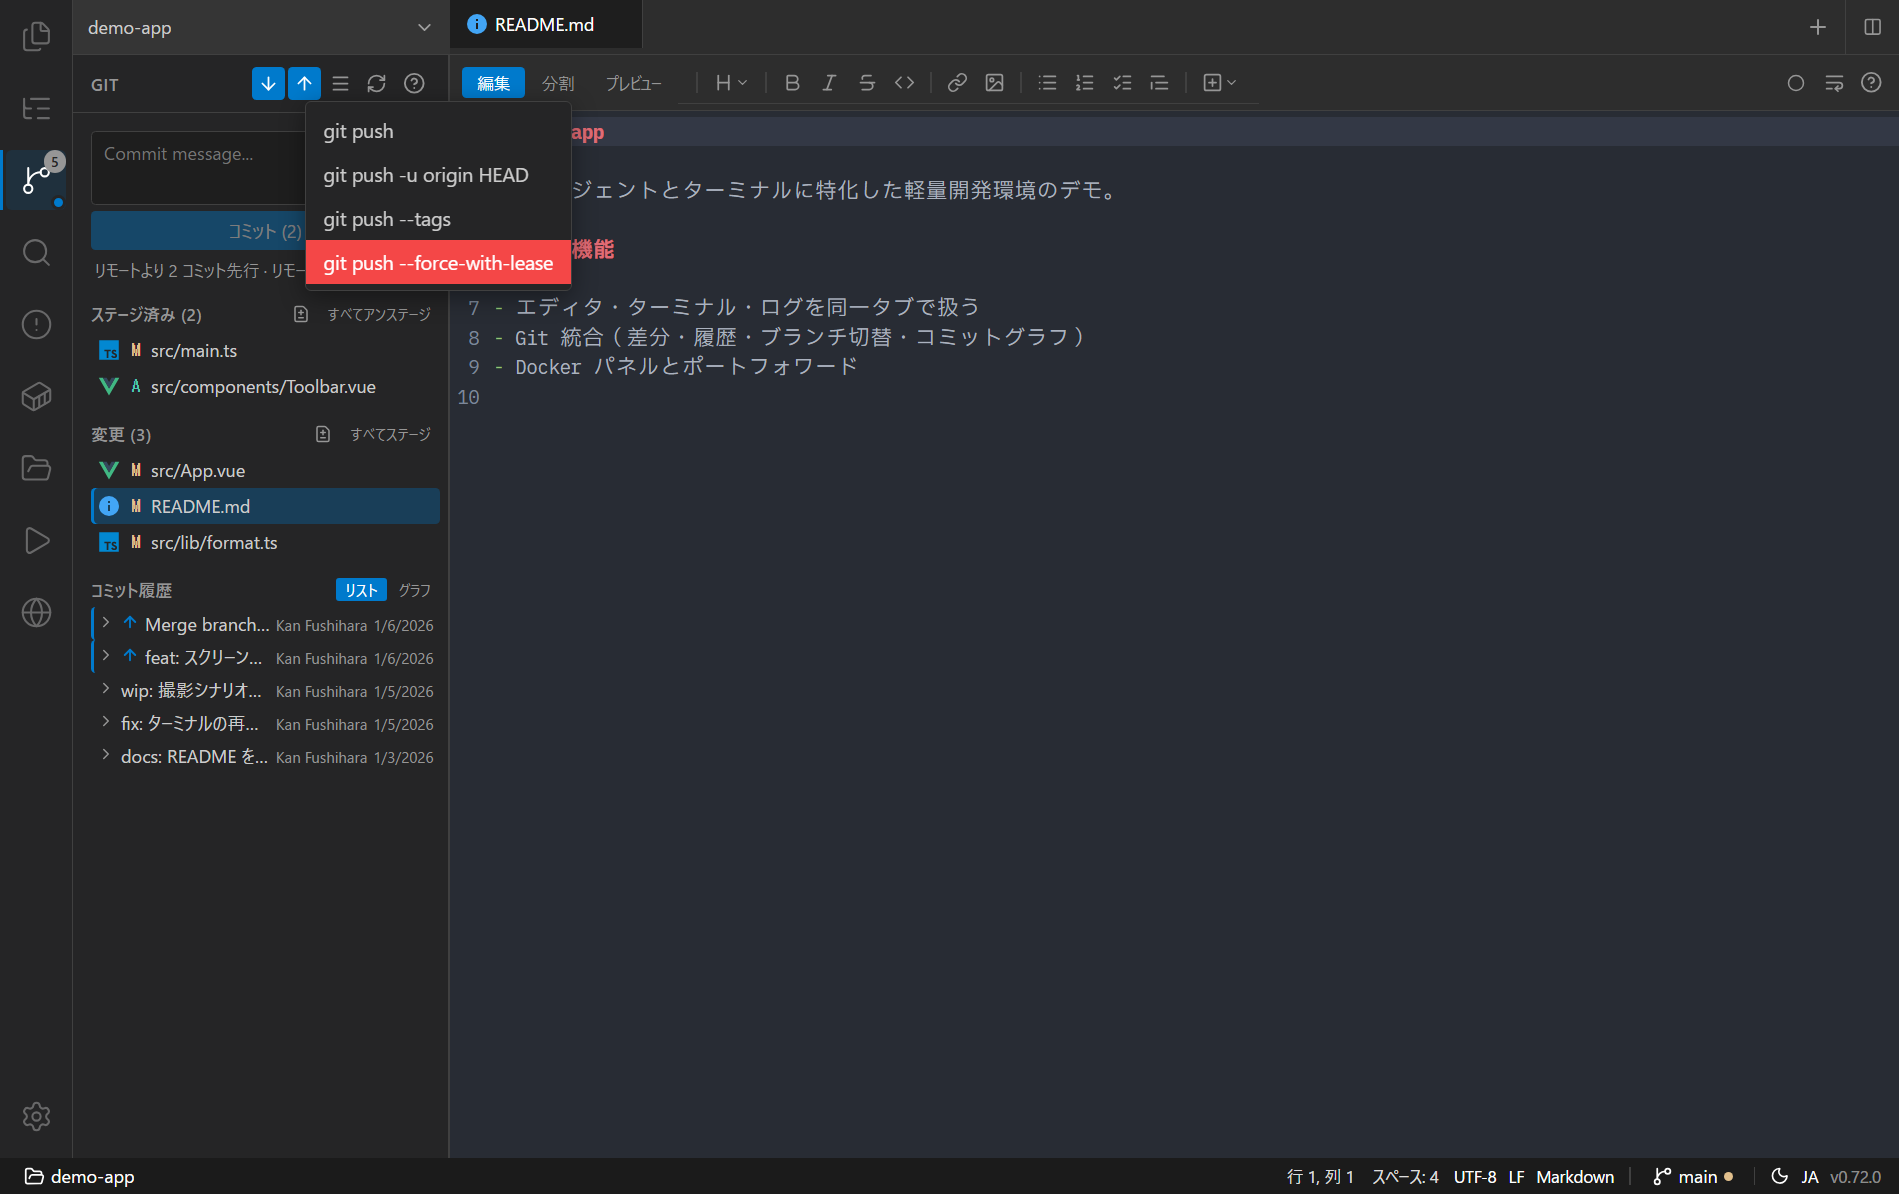 demo-app
README.md
GIT
編集
分割
プレビュー
H
B
I
S
5
Commit message...
コミット (2)
リモートより 2 コミット先行 · リモー
git push
git push -u origin HEAD
git push --tags
git push --force-with-lease
ステージ済み (2)
すべてアンステージ
TS M src/main.ts
A src/components/Toolbar.vue
変更 (3)
すべてステージ
M src/App.vue
M README.md
TS M src/lib/format.ts
コミット履歴
リスト
グラフ
Merge branch... Kan Fushihara 1/6/2026
feat: スクリーン... Kan Fushihara 1/6/2026
wip: 撮影シナリオ... Kan Fushihara 1/5/2026
fix: ターミナルの再... Kan Fushihara 1/5/2026
docs: README を... Kan Fushihara 1/3/2026
app
ジェントとターミナルに特化した軽量開発環境のデモ。
機能
7 - エディタ・ターミナル・ログを同一タブで扱う
8 - Git 統合（差分・履歴・ブランチ切替・コミットグラフ）
9 - Docker パネルとポートフォワード
10
demo-app
行 1, 列 1
スペース: 4
UTF-8
LF
Markdown
main
JA
v0.72.0